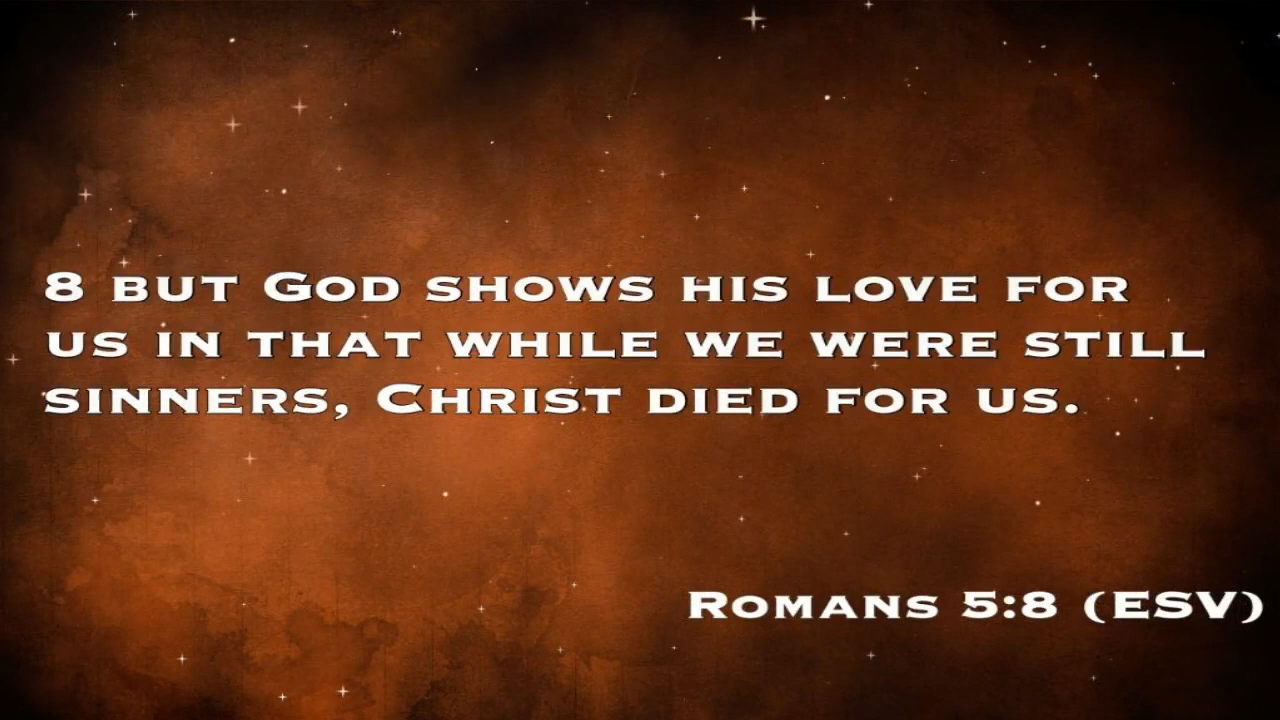 8 but God shows his love for
us in that while we were still
sinners, Christ died for us.
Romans 5:8 (ESV)